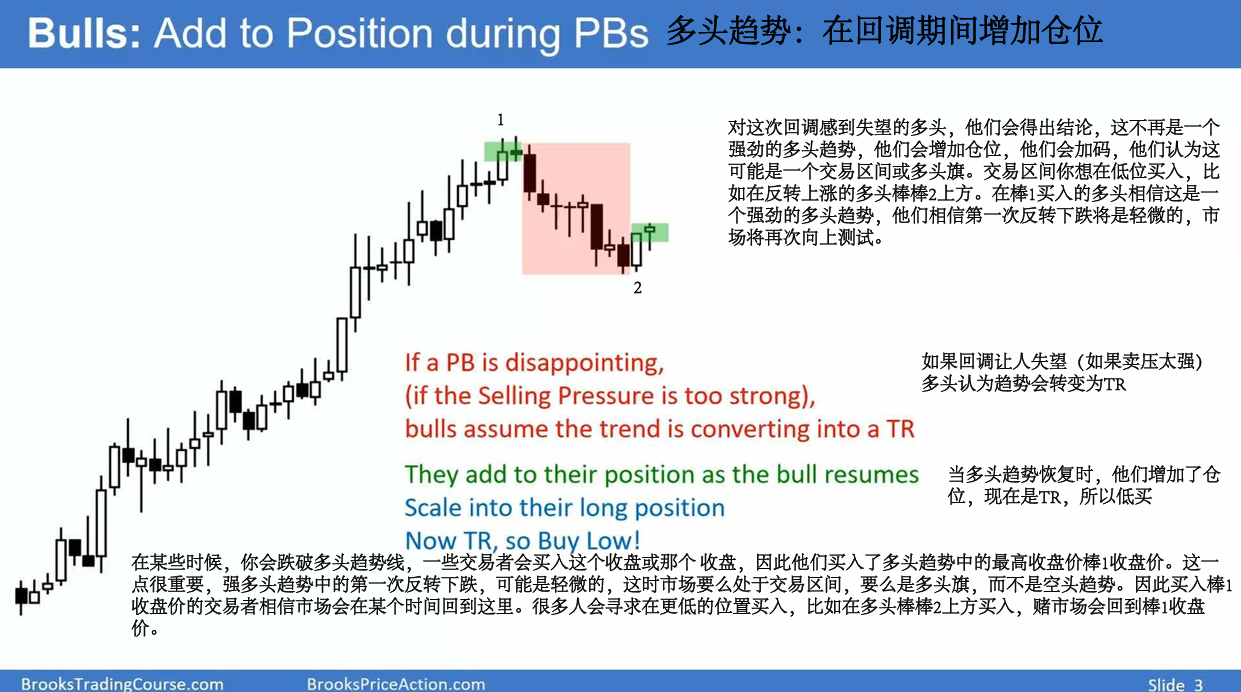 Bulls: Add to Position during PBs 多头趋势：在回调期间增加仓位
1
对这次回调感到失望的多头，他们会得出结论，这不再是一个
强劲的多头趋势，他们会增加仓位，他们会加码，他们认为这
可能是一个交易区间或多头旗。交易区间你想在低位买入，比
如在反转上涨的多头棒棒2上方。在棒1买入的多头相信这是一
个强劲的多头趋势，他们相信第一次反转下跌将是轻微的，市
场将再次向上测试。
2
If a PB is disappointing,
(if the Selling Pressure is too strong),
bulls assume the trend is converting into a TR
如果回调让人失望（如果卖压太强）
多头认为趋势会转变为TR
They add to their position as the bull resumes
Scale into their long position
Now TR, so Buy Low!
当多头趋势恢复时，他们增加了仓
位，现在是TR，所以低买
在某些时候，你会跌破多头趋势线，一些交易者会买入这个收盘或那个 收盘，因此他们买入了多头趋势中的最高收盘价棒1收盘价。这一
点很重要，强多头趋势中的第一次反转下跌，可能是轻微的，这时市场要么处于交易区间，要么是多头旗，而不是空头趋势。因此买入棒1
收盘价的交易者相信市场会在某个时间回到这里。很多人会寻求在更低的位置买入，比如在多头棒棒2上方买入，赌市场会回到棒1收盘
价。
BrooksTradingCourse.com BrooksPriceAction.com Slide 3